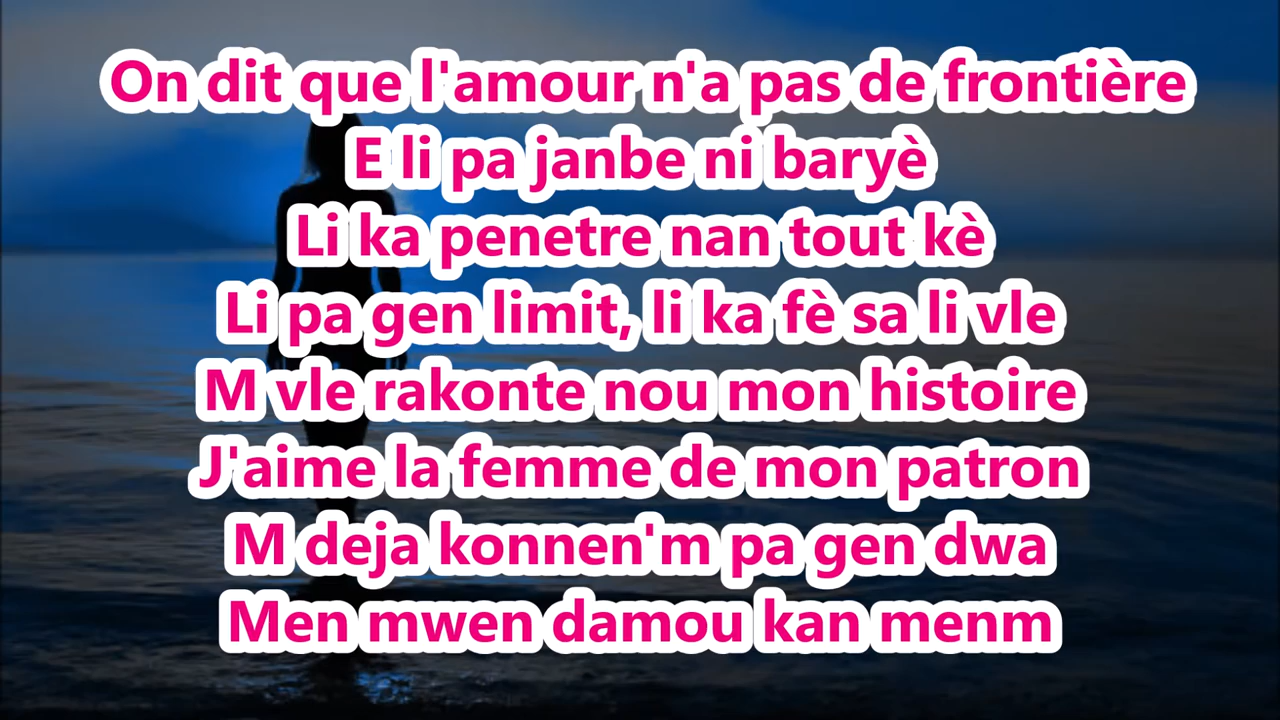 On dit que l'amour n'a pas de frontière
E li pa janbe ni baryè
Li ka penetre nan tout kè
Li pa gen limit, li ka fè sa li vle
M vle rakonte nou mon histoire
J'aime la femme de mon patron
M deja konnen'm pa gen dwa
Men mwen damou kan menm